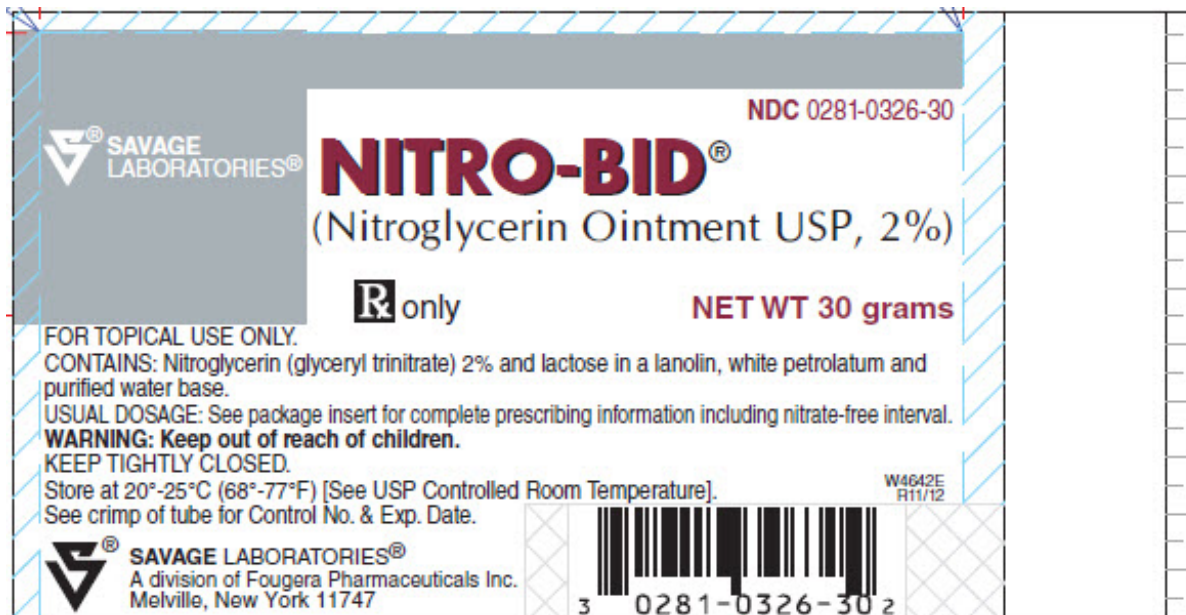 NDC 0281-0326-30
SAVAGE
LABORATORIES®
NITRO-BID®
(Nitroglycerin Ointment USP, 2%)
Rx only
NET WT 30 grams
FOR TOPICAL USE ONLY.
CONTAINS: Nitroglycerin (glyceryl trinitrate) 2% and lactose in a lanolin, white petrolatum and
purified water base.
USUAL DOSAGE: See package insert for complete prescribing information including nitrate-free interval.
WARNING: Keep out of reach of children.
KEEP TIGHTLY CLOSED.
Store at 20°-25°C (68°-77°F) [See USP Controlled Room Temperature].
See crimp of tube for Control No. & Exp. Date.
W4642E
R11/12
SAVAGE LABORATORIES®
A division of Fougera Pharmaceuticals Inc.
Melville, New York 11747
3 0281-0326-30 2